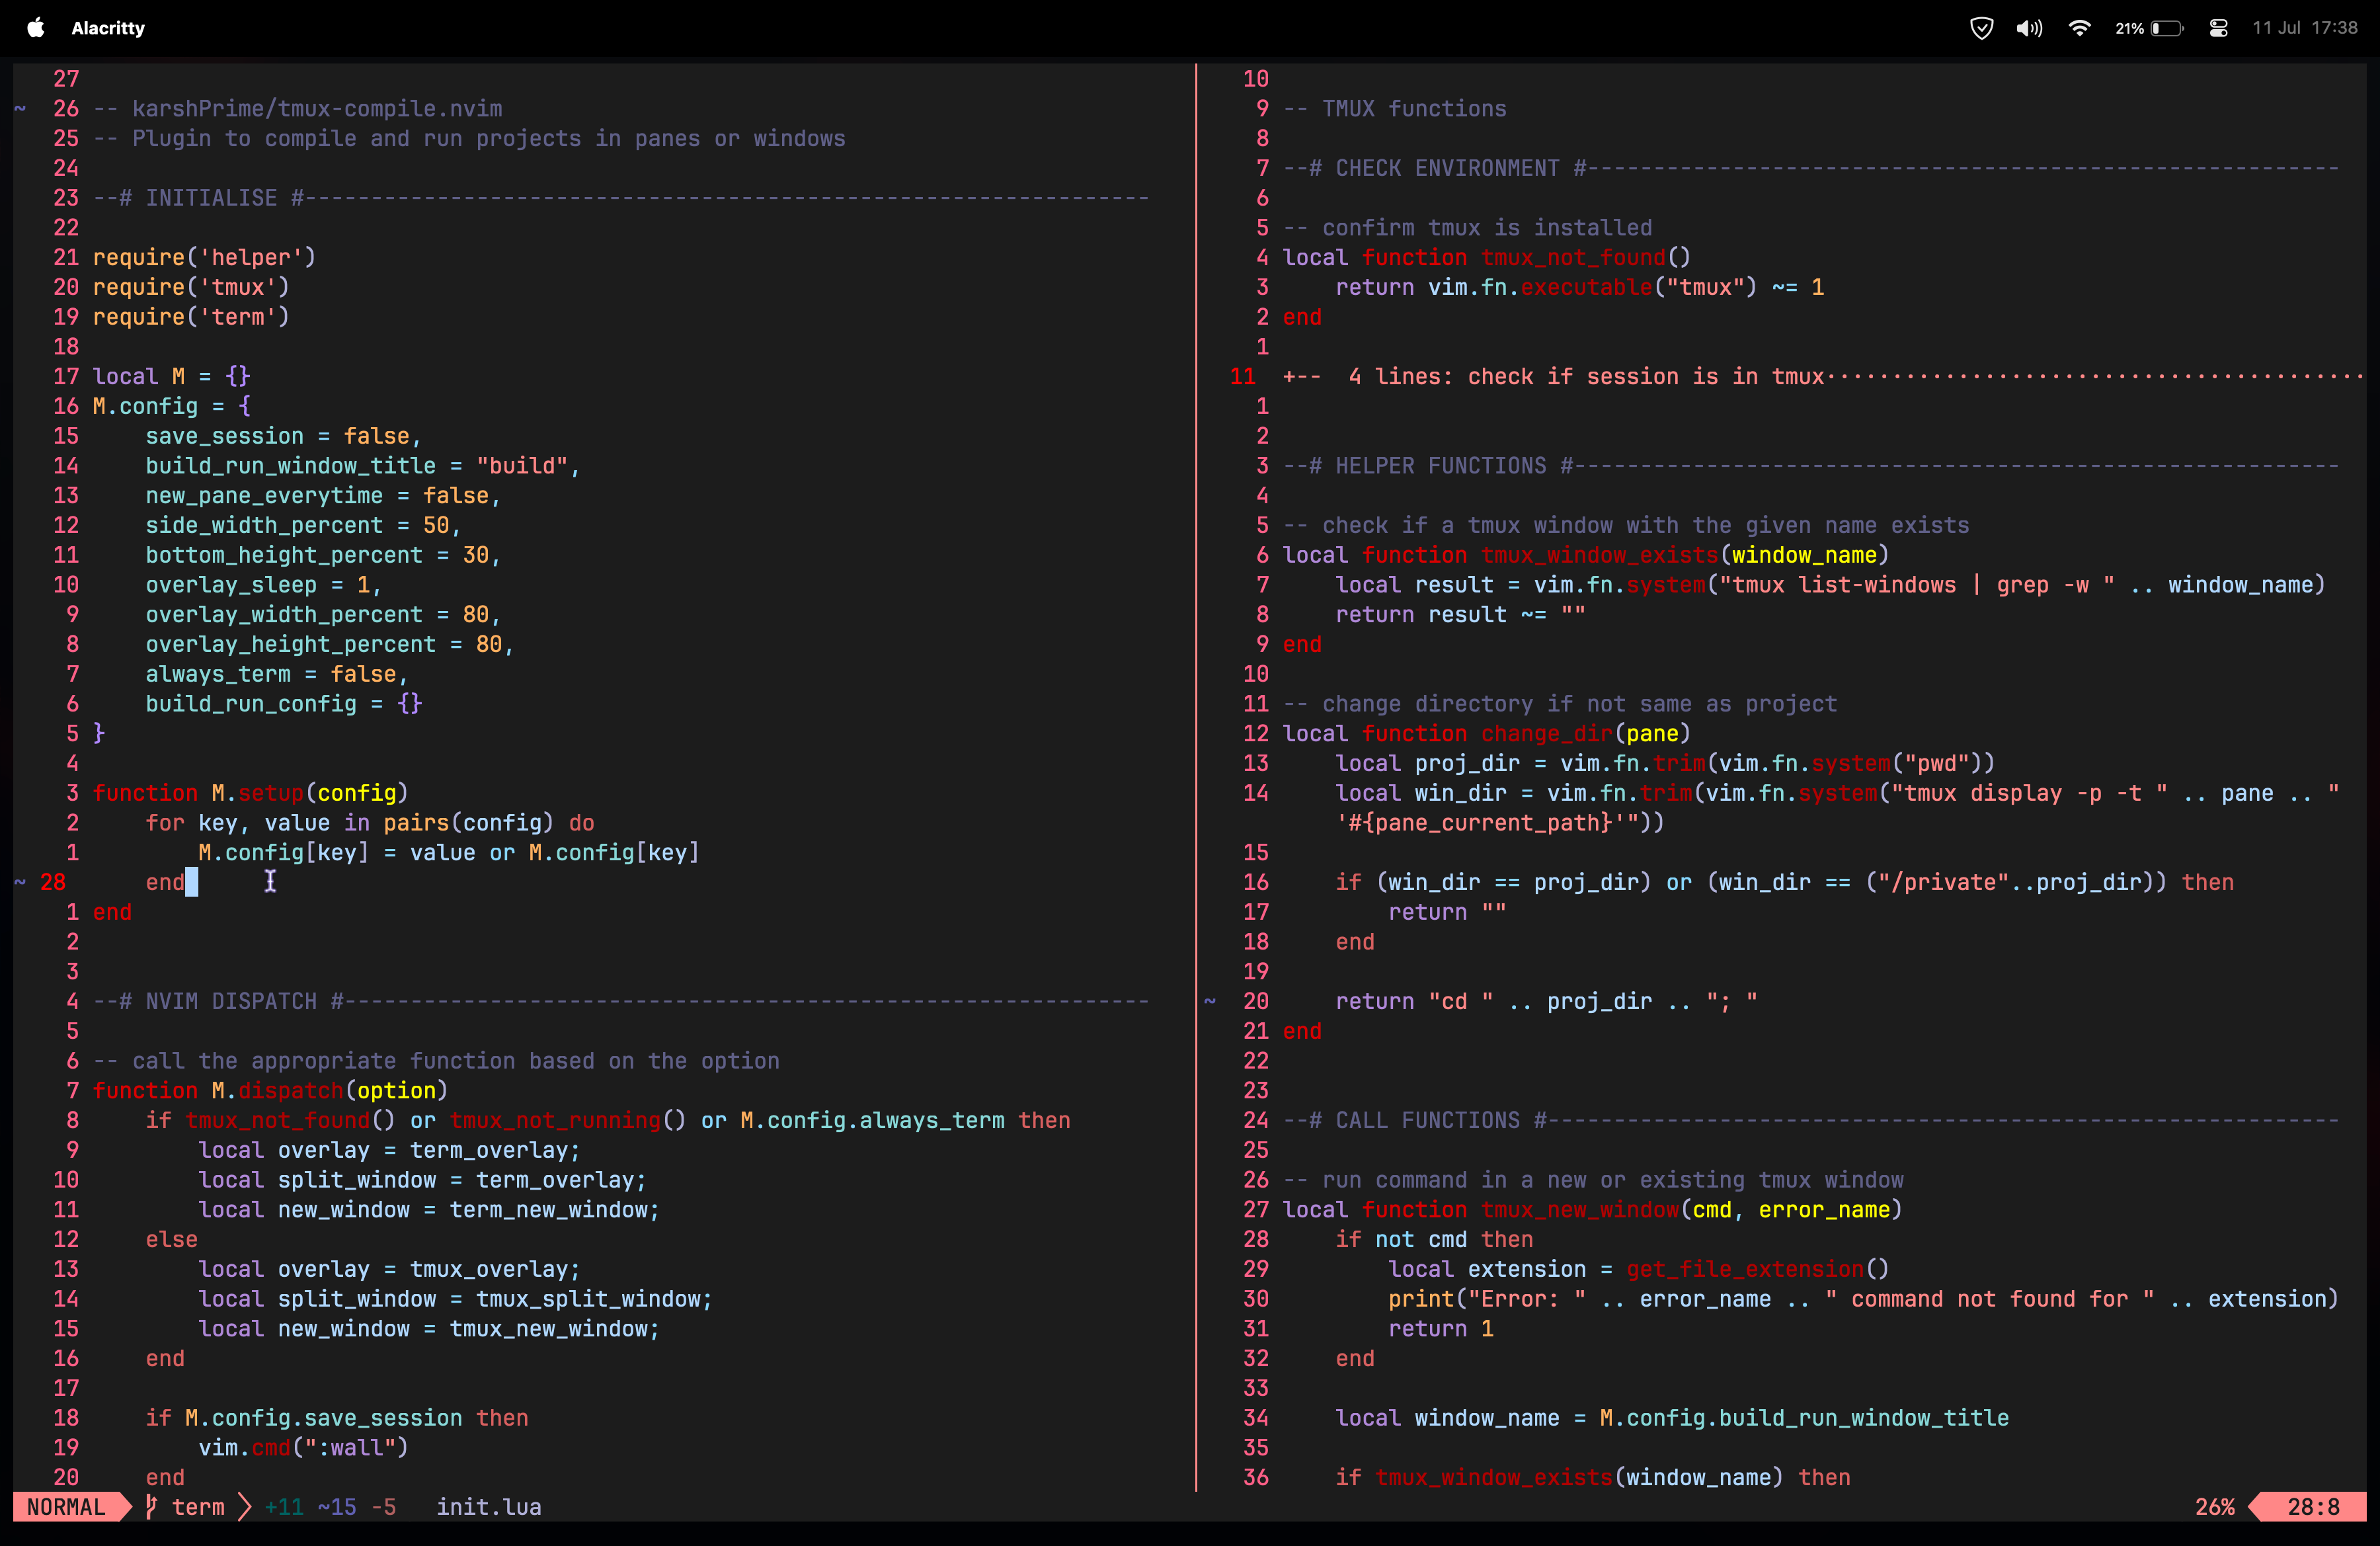 Alacritty
21%
11 Jul 17:38
27
~ 26 -- karshPrime/tmux-compile.nvim
25 -- Plugin to compile and run projects in panes or windows
24
23 --# INITIALISE #----------------------------------------------------------------
22
21 require('helper')
20 require('tmux')
19 require('term')
18
17 local M = {}
16 M.config = {
15     save_session = false,
14     build_run_window_title = "build",
13     new_pane_everytime = false,
12     side_width_percent = 50,
11     bottom_height_percent = 30,
10     overlay_sleep = 1,
9     overlay_width_percent = 80,
8     overlay_height_percent = 80,
7     always_term = false,
6     build_run_config = {}
5 }
4
3 function M.setup(config)
2     for key, value in pairs(config) do
1         M.config[key] = value or M.config[key]
~ 28     end
1 end
2
3
4 --# NVIM DISPATCH #-------------------------------------------------------------
5
6 -- call the appropriate function based on the option
7 function M.dispatch(option)
8     if tmux_not_found() or tmux_not_running() or M.config.always_term then
9         local overlay = term_overlay;
10         local split_window = term_overlay;
11         local new_window = term_new_window;
12     else
13         local overlay = tmux_overlay;
14         local split_window = tmux_split_window;
15         local new_window = tmux_new_window;
16     end
17
18     if M.config.save_session then
19         vim.cmd(":wall")
20     end
10
9 -- TMUX functions
8
7 --# CHECK ENVIRONMENT #---------------------------------------------------------
6
5 -- confirm tmux is installed
4 local function tmux_not_found()
3     return vim.fn.executable("tmux") ~= 1
2 end
1
11 +--  4 lines: check if session is in tmux·········································
1
2
3 --# HELPER FUNCTIONS #----------------------------------------------------------
4
5 -- check if a tmux window with the given name exists
6 local function tmux_window_exists(window_name)
7     local result = vim.fn.system("tmux list-windows | grep -w " .. window_name)
8     return result ~= ""
9 end
10
11 -- change directory if not same as project
12 local function change_dir(pane)
13     local proj_dir = vim.fn.trim(vim.fn.system("pwd"))
14     local win_dir = vim.fn.trim(vim.fn.system("tmux display -p -t " .. pane .. "
'#{pane_current_path}'"))
15
16     if (win_dir == proj_dir) or (win_dir == ("/private"..proj_dir)) then
17         return ""
18     end
19
~ 20     return "cd " .. proj_dir .. "; "
21 end
22
23
24 --# CALL FUNCTIONS #------------------------------------------------------------
25
26 -- run command in a new or existing tmux window
27 local function tmux_new_window(cmd, error_name)
28     if not cmd then
29         local extension = get_file_extension()
30         print("Error: " .. error_name .. " command not found for " .. extension)
31         return 1
32     end
33
34     local window_name = M.config.build_run_window_title
35
36     if tmux_window_exists(window_name) then
NORMAL term +11 ~15 -5 init.lua 26% 28:8